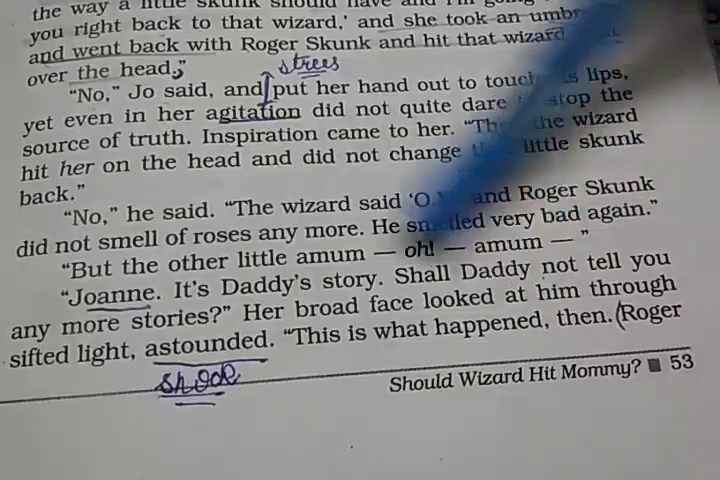 the way a little skunk should have and I'm going
you right back to that wizard,' and she took an umbr
and went back with Roger Skunk and hit that wizard
over the head."
strees
"No," Jo said, and put her hand out to touch his lips,
yet even in her agitation did not quite dare to stop the
source of truth. Inspiration came to her. "Then the wizard
hit her on the head and did not change that little skunk
back."
"No," he said. "The wizard said 'O.K.' and Roger Skunk
did not smell of roses any more. He smelled very bad again."
"But the other little amum — oh! — amum — "
"Joanne. It's Daddy's story. Shall Daddy not tell you
any more stories?" Her broad face looked at him through
sifted light, astounded. "This is what happened, then. (Roger
shock
Should Wizard Hit Mommy? ■ 53